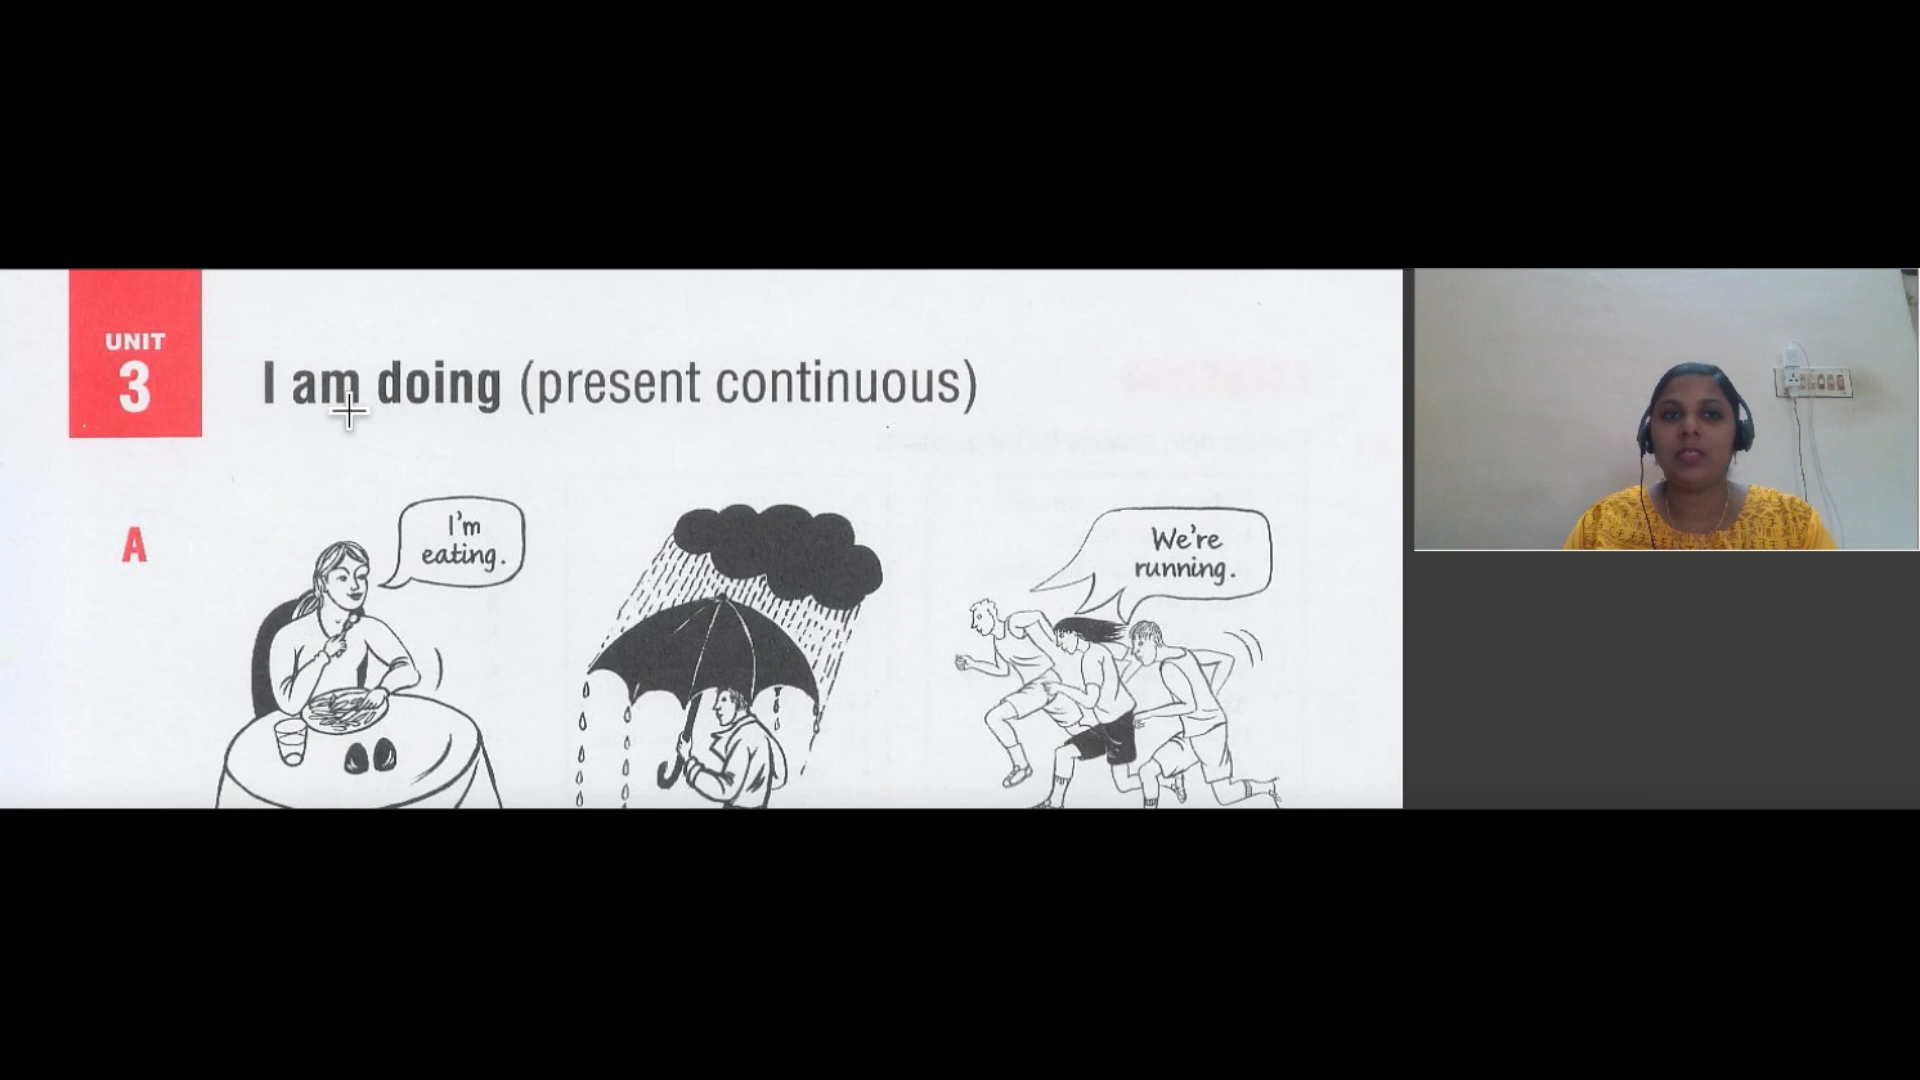 UNIT
3
I am doing (present continuous)
A
I'm
eating.
We're
running.